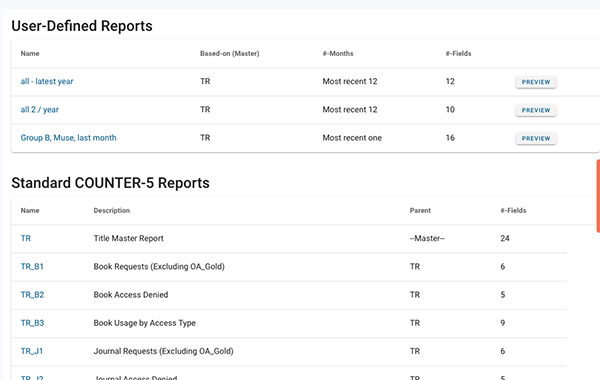 User-Defined Reports
Name Based-on (Master) #-Months #-Fields
all - latest year TR Most recent 12 12 PREVIEW
all 2 / year TR Most recent 12 10 PREVIEW
Group B, Muse, last month TR Most recent one 16 PREVIEW
Standard COUNTER-5 Reports
Name Description Parent #-Fields
TR Title Master Report --Master-- 24
TR_B1 Book Requests (Excluding OA_Gold) TR 6
TR_B2 Book Access Denied TR 5
TR_B3 Book Usage by Access Type TR 9
TR_J1 Journal Requests (Excluding OA_Gold) TR 6
TR_J2 Journal Access Denied TR 5